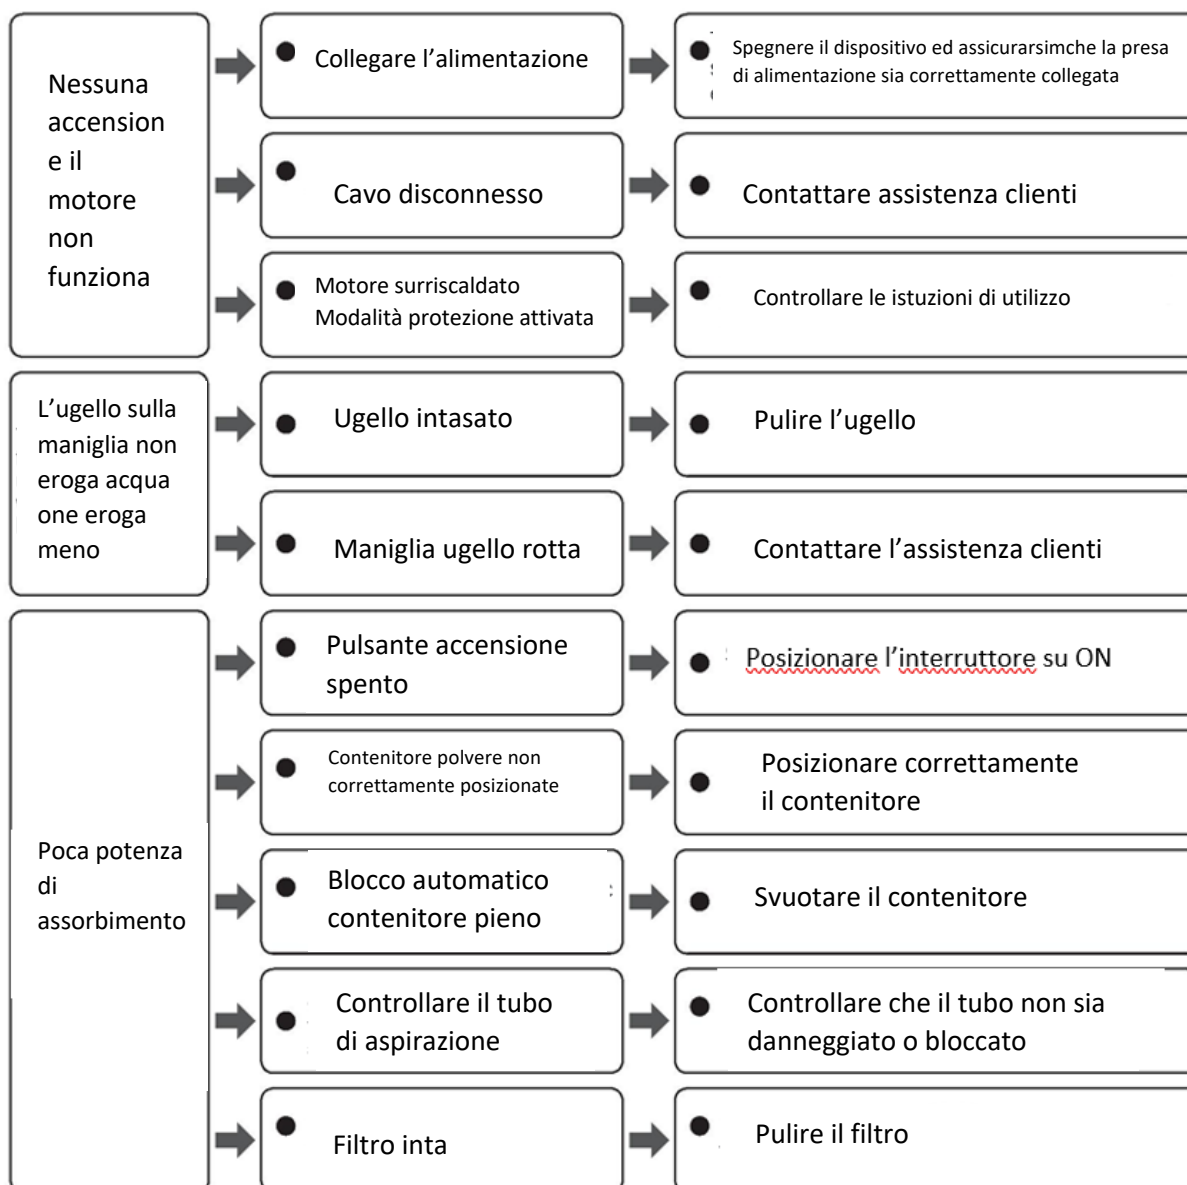 Nessuna
accension
e il
motore
non
funziona
Collegare l’alimentazione
Spegnere il dispositivo ed assicurarsimche la presa
di alimentazione sia correttamente collegata
Cavo disconnesso
Contattare assistenza clienti
Motore surriscaldato
Modalità protezione attivata
Controllare le istuzioni di utilizzo
L’ugello sulla
maniglia non
eroga acqua
one eroga
meno
Ugello intasato
Pulire l’ugello
Maniglia ugello rotta
Contattare l’assistenza clienti
Poca potenza
di
assorbimento
Pulsante accensione
spento
Posizionare l’interruttore su ON
Contenitore polvere non
correttamente posizionate
Posizionare correttamente
il contenitore
Blocco automatico
contenitore pieno
Svuotare il contenitore
Controllare il tubo
di aspirazione
Controllare che il tubo non sia
danneggiato o bloccato
Filtro inta
Pulire il filtro